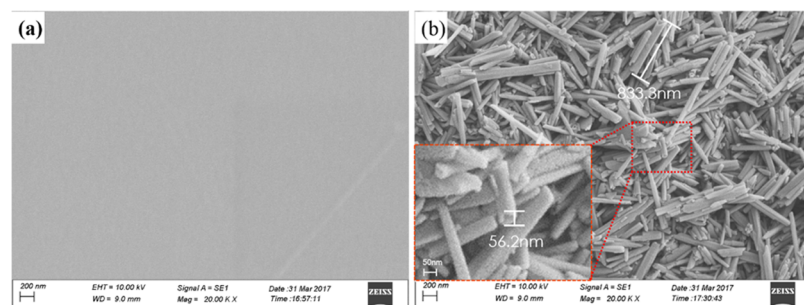 (a)
200 nm
EHT = 10.00 kV
Signal A = SE1
Date :31 Mar 2017
WD = 9.0 mm
Mag = 20.00 K X
Time :16:57:11
ZEISS
(b)
833.3nm
56.2nm
50nm
200 nm
EHT = 10.00 kV
Signal A = SE1
Date :31 Mar 2017
WD = 9.0 mm
Mag = 20.00 K X
Time :17:30:43
ZEISS